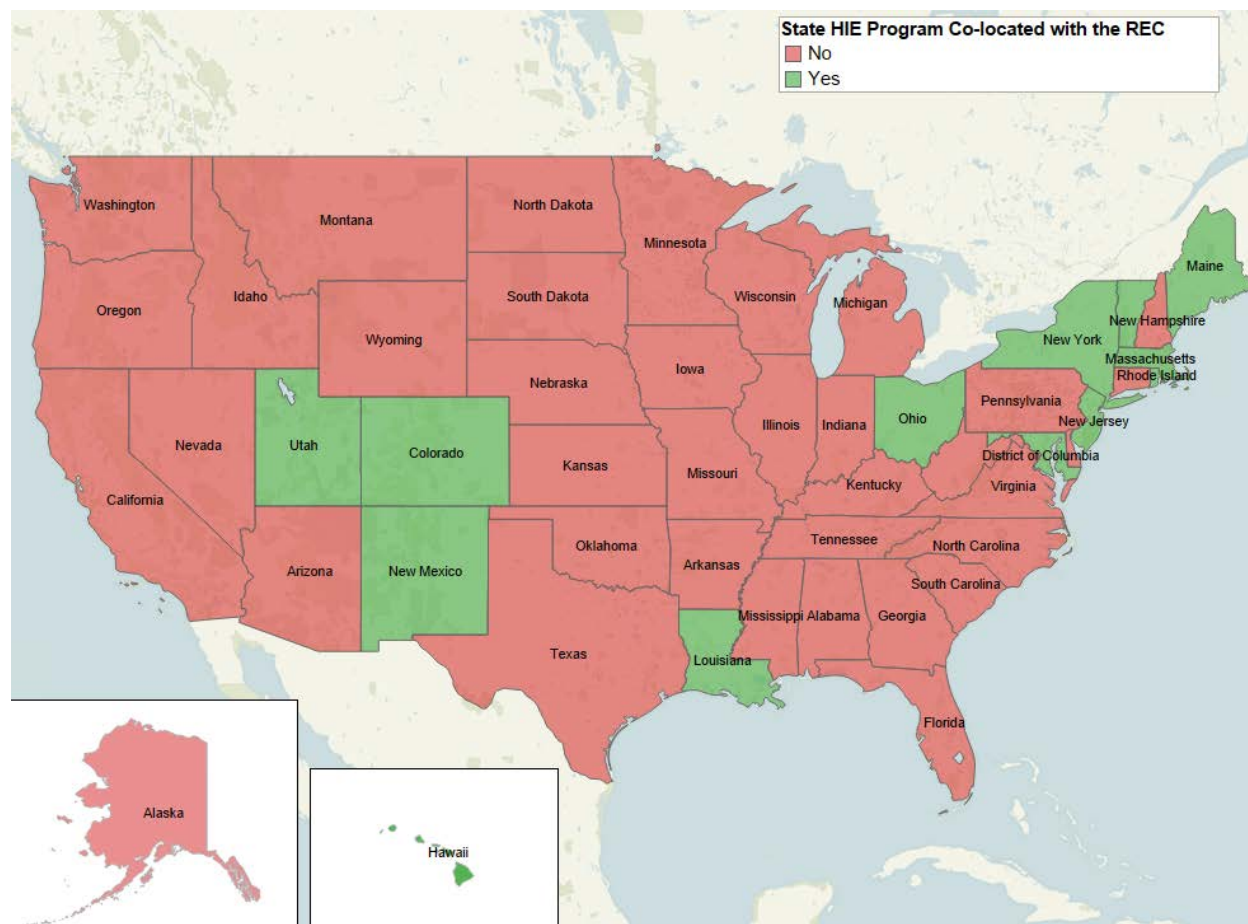 State HIE Program Co-located with the REC
No
Yes
Washington
Montana
North Dakota
Minnesota
Maine
Oregon
Idaho
South Dakota
Wisconsin
Michigan
New Hampshire
Wyoming
New York
Massachusetts
Rhode Island
Iowa
Nebraska
Pennsylvania
New Jersey
Nevada
Utah
Colorado
Kansas
Missouri
Illinois
Indiana
Ohio
District of Columbia
California
Kentucky
Virginia
Arizona
New Mexico
Oklahoma
Arkansas
Tennessee
North Carolina
South Carolina
Mississippi
Alabama
Georgia
Texas
Louisiana
Florida
Alaska
Hawaii